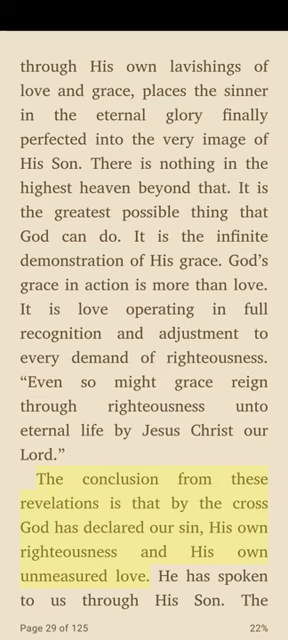 through His own lavishings of
love and grace, places the sinner
in the eternal glory finally
perfected into the very image of
His Son. There is nothing in the
highest heaven beyond that. It is
the greatest possible thing that
God can do. It is the infinite
demonstration of His grace. God’s
grace in action is more than love.
It is love operating in full
recognition and adjustment to
every demand of righteousness.
“Even so might grace reign
through righteousness unto
eternal life by Jesus Christ our
Lord.”
The conclusion from these
revelations is that by the cross
God has declared our sin, His own
righteousness and His own
unmeasured love. He has spoken
to us through His Son. The
Page 29 of 125 22%